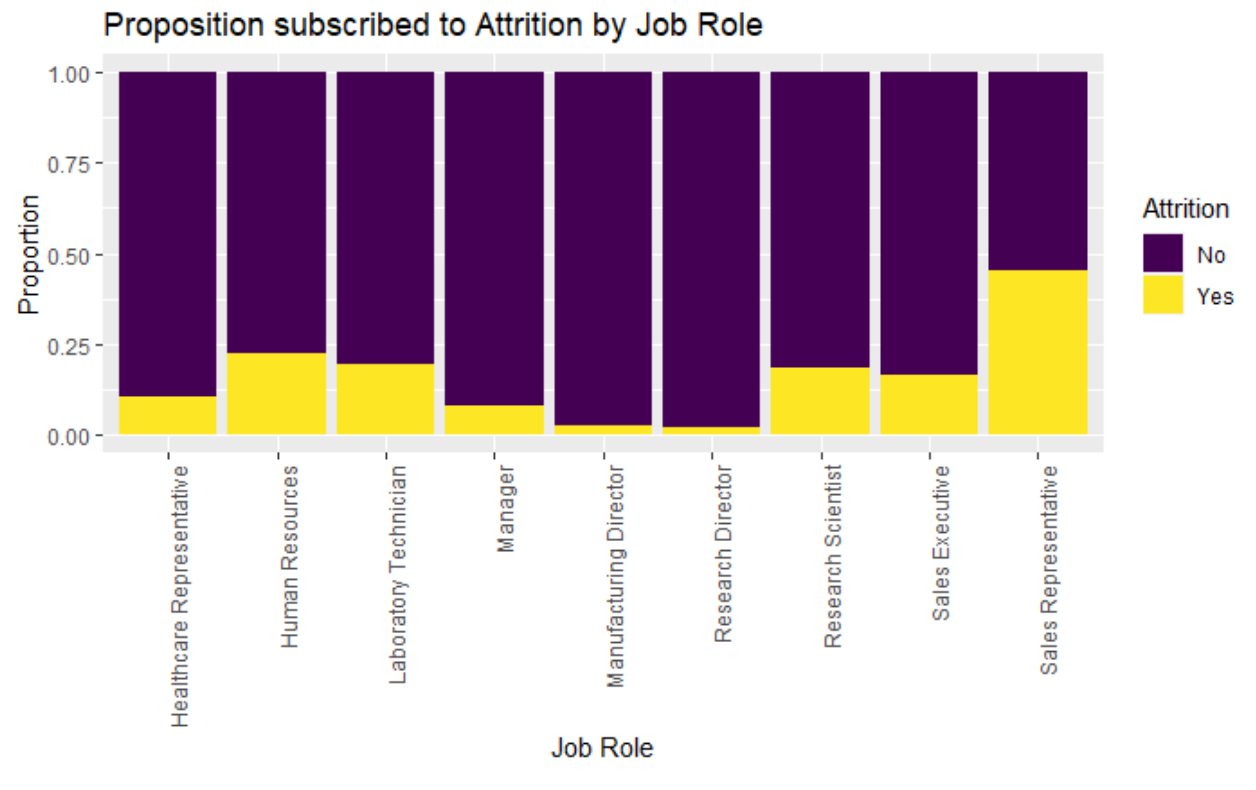 Proposition subscribed to Attrition by Job Role
1.00
0.75
0.50
0.25
0.00
Proportion
Healthcare Representative
Human Resources
Laboratory Technician
Manager
Manufacturing Director
Research Director
Research Scientist
Sales Executive
Sales Representative
Job Role
Attrition
No
Yes